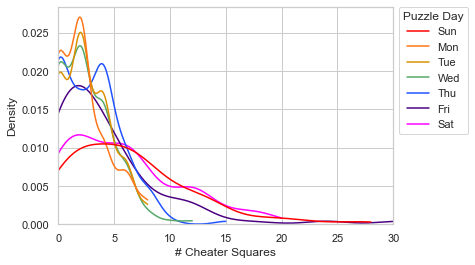 Puzzle Day
Sun
Mon
Tue
Wed
Thu
Fri
Sat
Density
0.025
0.020
0.015
0.010
0.005
0.000
0 5 10 15 20 25 30
# Cheater Squares